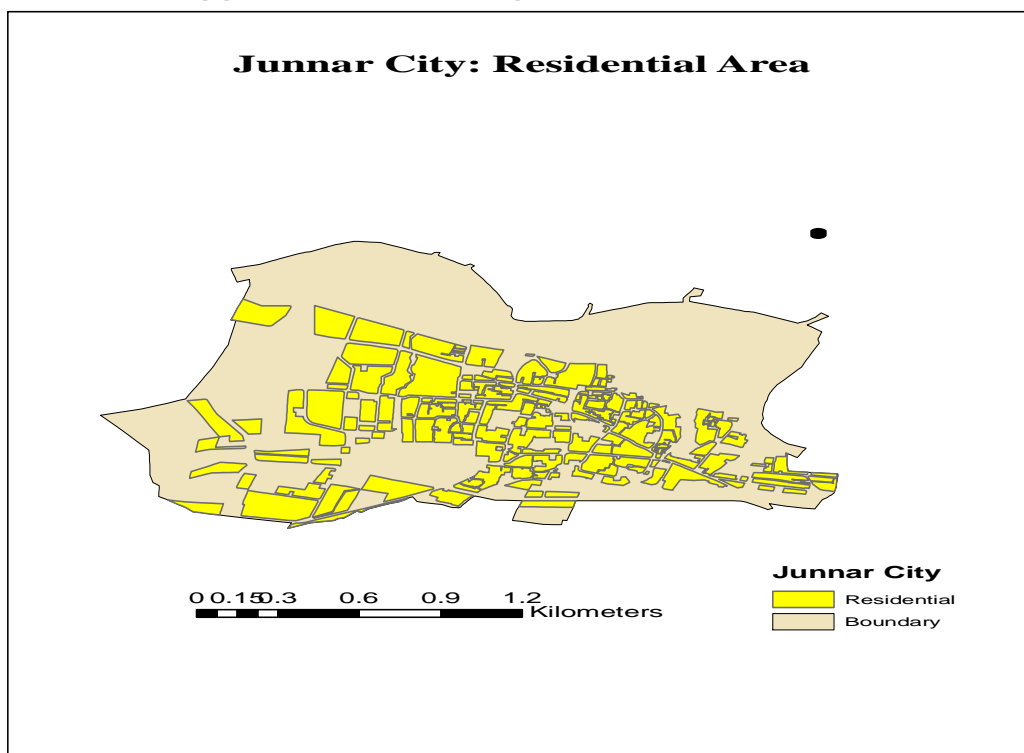 Junnar City: Residential Area
Junnar City
Residential
Boundary
0 0.15 0.3 0.6 0.9 1.2
Kilometers